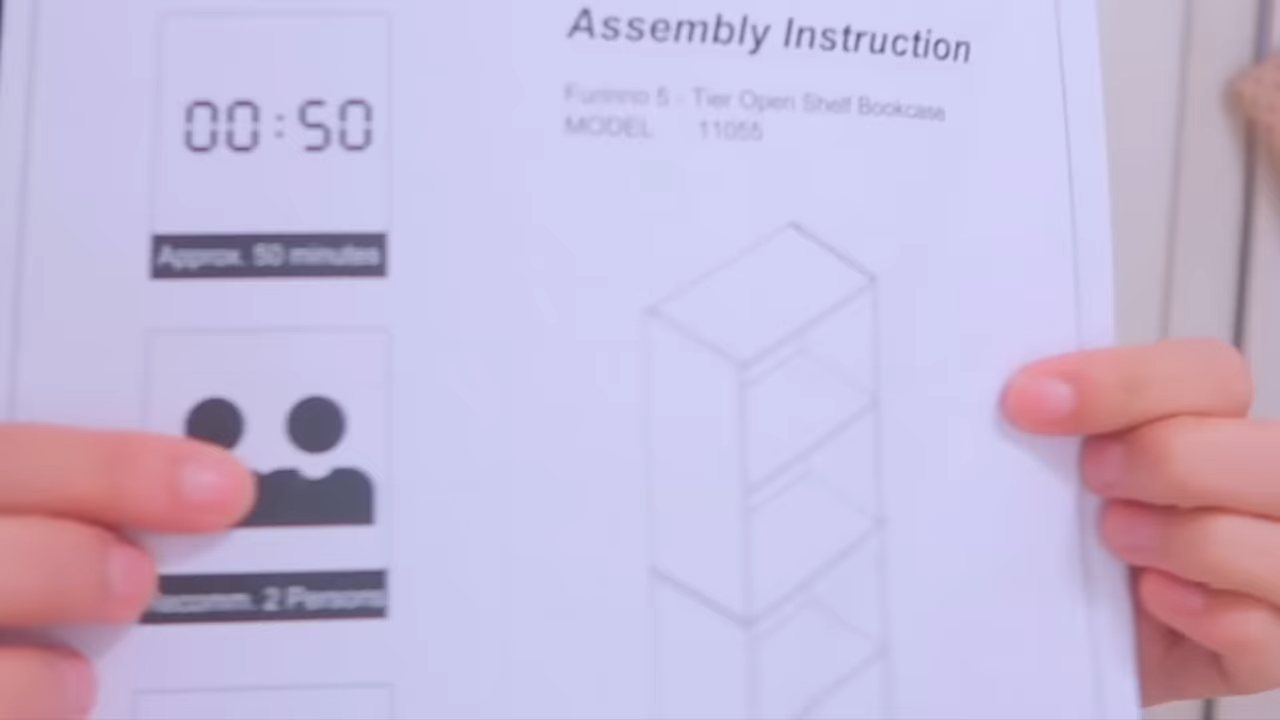 Assembly Instruction
Furinno 5 - Tier Open Shelf Bookcase
MODEL 11055
00:50
Approx. 50 minutes
2 Persons